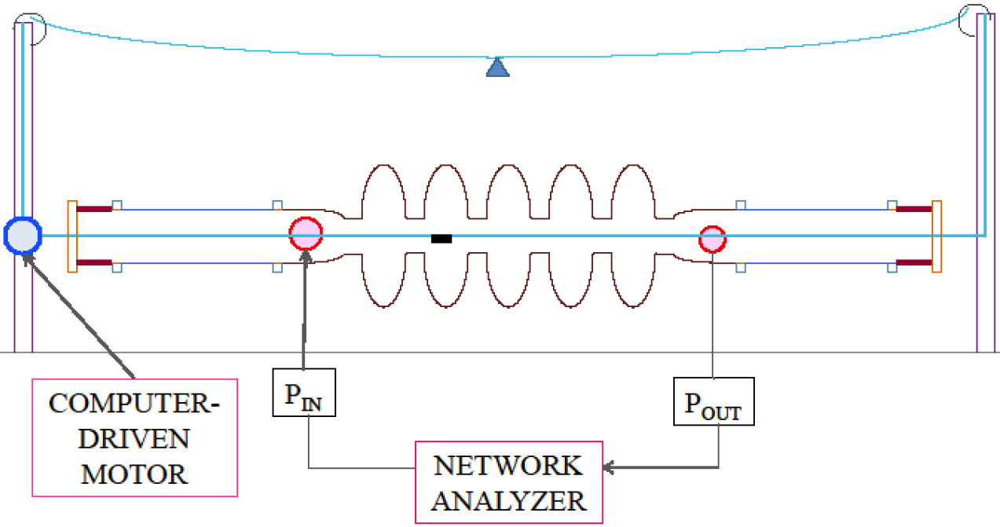 P_IN
P_OUT
COMPUTER-
DRIVEN
MOTOR
NETWORK
ANALYZER